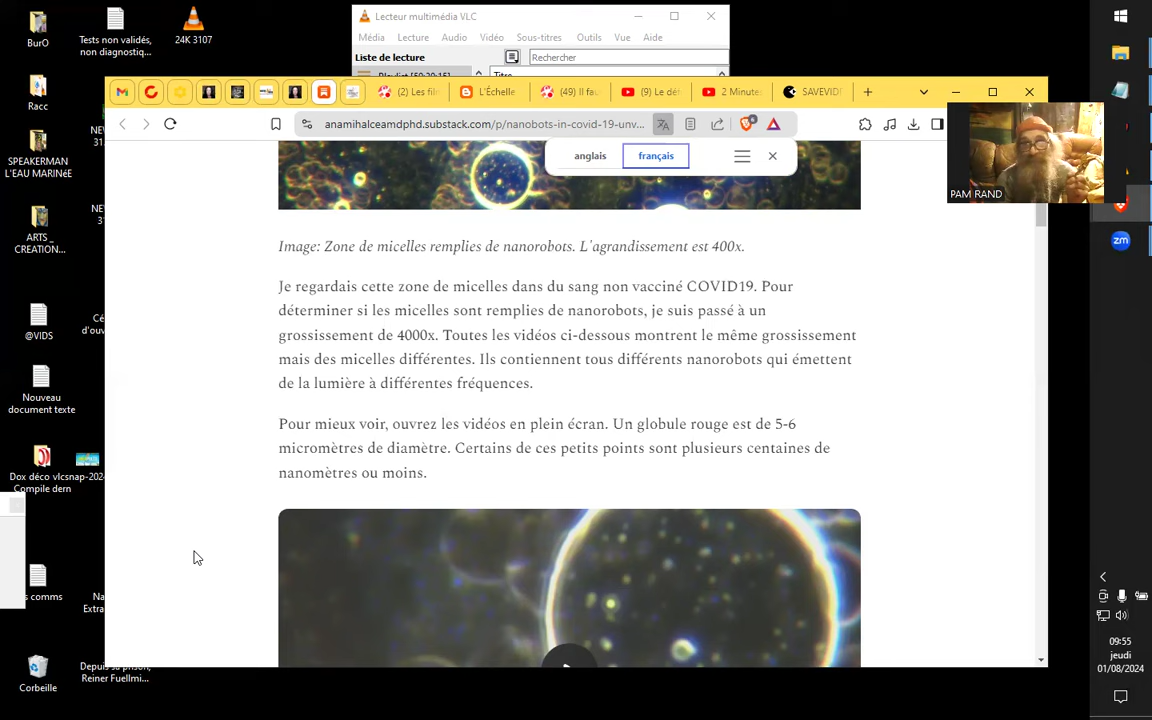 BurO
Tests non validés,
non diagnostiq...
24K 3107
Racc
SPEAKERMAN
L'EAU MARINéE
ARTS _
CREATION...
@VIDS
Nouveau
document texte
Dox déco vlcsnap-2024
Compile dern
s comms
Na
Extra
Corbeille
Depuis sa prison,
Reiner Fuellmi...
Lecteur multimédia VLC
Média Lecture Audio Vidéo Sous-titres Outils Vue Aide
Liste de lecture
Rechercher
Titre
(2) Les fil
L'Échelle
(49) Il fau
(9) Le dé
2 Minute
SAVEVID
anamihalceamdphd.substack.com/p/nanobots-in-covid-19-unv...
6
anglais
français
PAM RAND
zm
Image: Zone de micelles remplies de nanorobots. L'agrandissement est 400x.
Je regardais cette zone de micelles dans du sang non vacciné COVID19. Pour
déterminer si les micelles sont remplies de nanorobots, je suis passé à un
grossissement de 4000x. Toutes les vidéos ci-dessous montrent le même grossissement
mais des micelles différentes. Ils contiennent tous différents nanorobots qui émettent
de la lumière à différentes fréquences.
Pour mieux voir, ouvrez les vidéos en plein écran. Un globule rouge est de 5-6
micromètres de diamètre. Certains de ces petits points sont plusieurs centaines de
nanomètres ou moins.
09:55
jeudi
01/08/2024